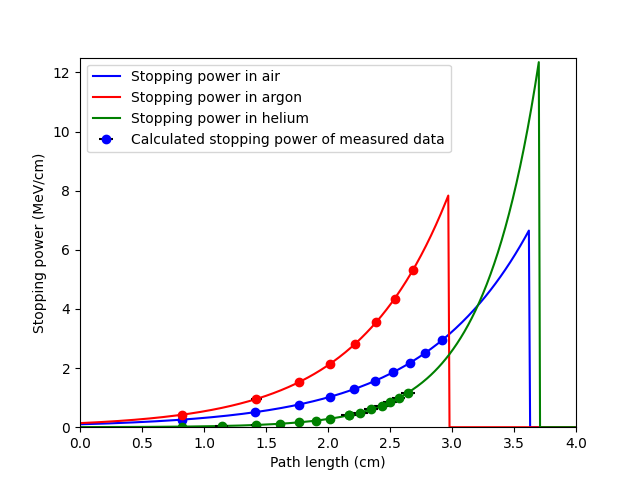 Stopping power in air
Stopping power in argon
Stopping power in helium
Calculated stopping power of measured data
Stopping power (MeV/cm)
12
10
8
6
4
2
0
0.0 0.5 1.0 1.5 2.0 2.5 3.0 3.5 4.0
Path length (cm)